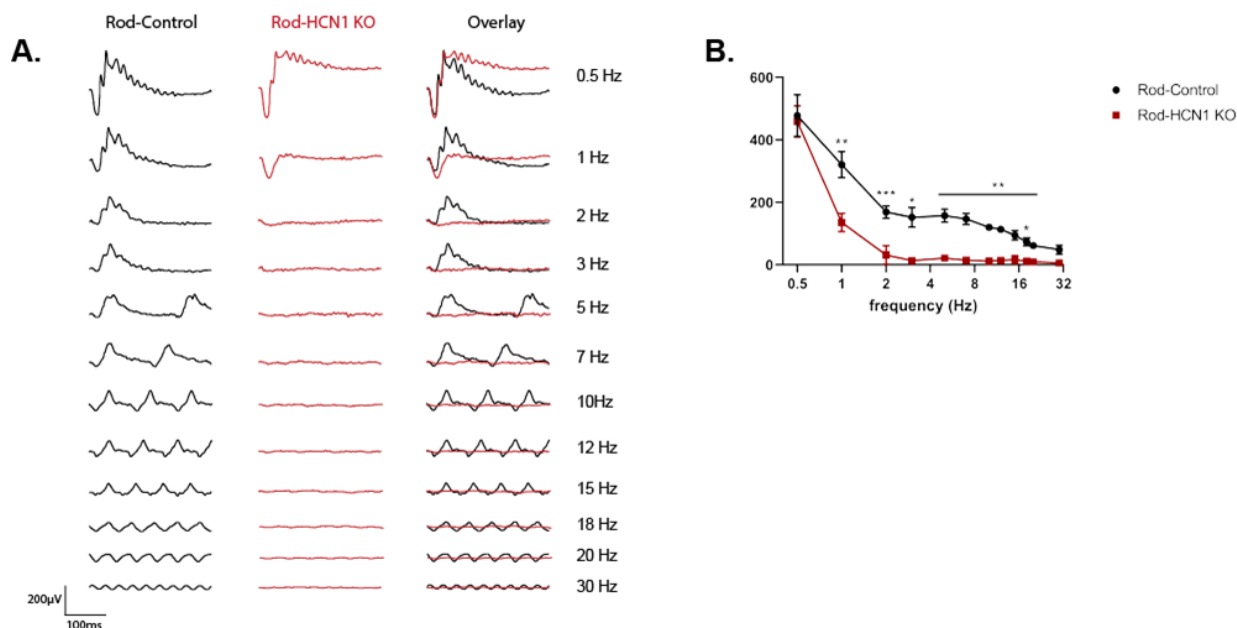 A.
Rod-Control Rod-HCN1 KO Overlay
0.5 Hz
1 Hz
2 Hz
3 Hz
5 Hz
7 Hz
10Hz
12 Hz
15 Hz
18 Hz
20 Hz
30 Hz
200µV
100ms
B.
600
400
200
0
** *** * ** *
0.5 1 2 4 8 16 32
frequency (Hz)
Rod-Control
Rod-HCN1 KO